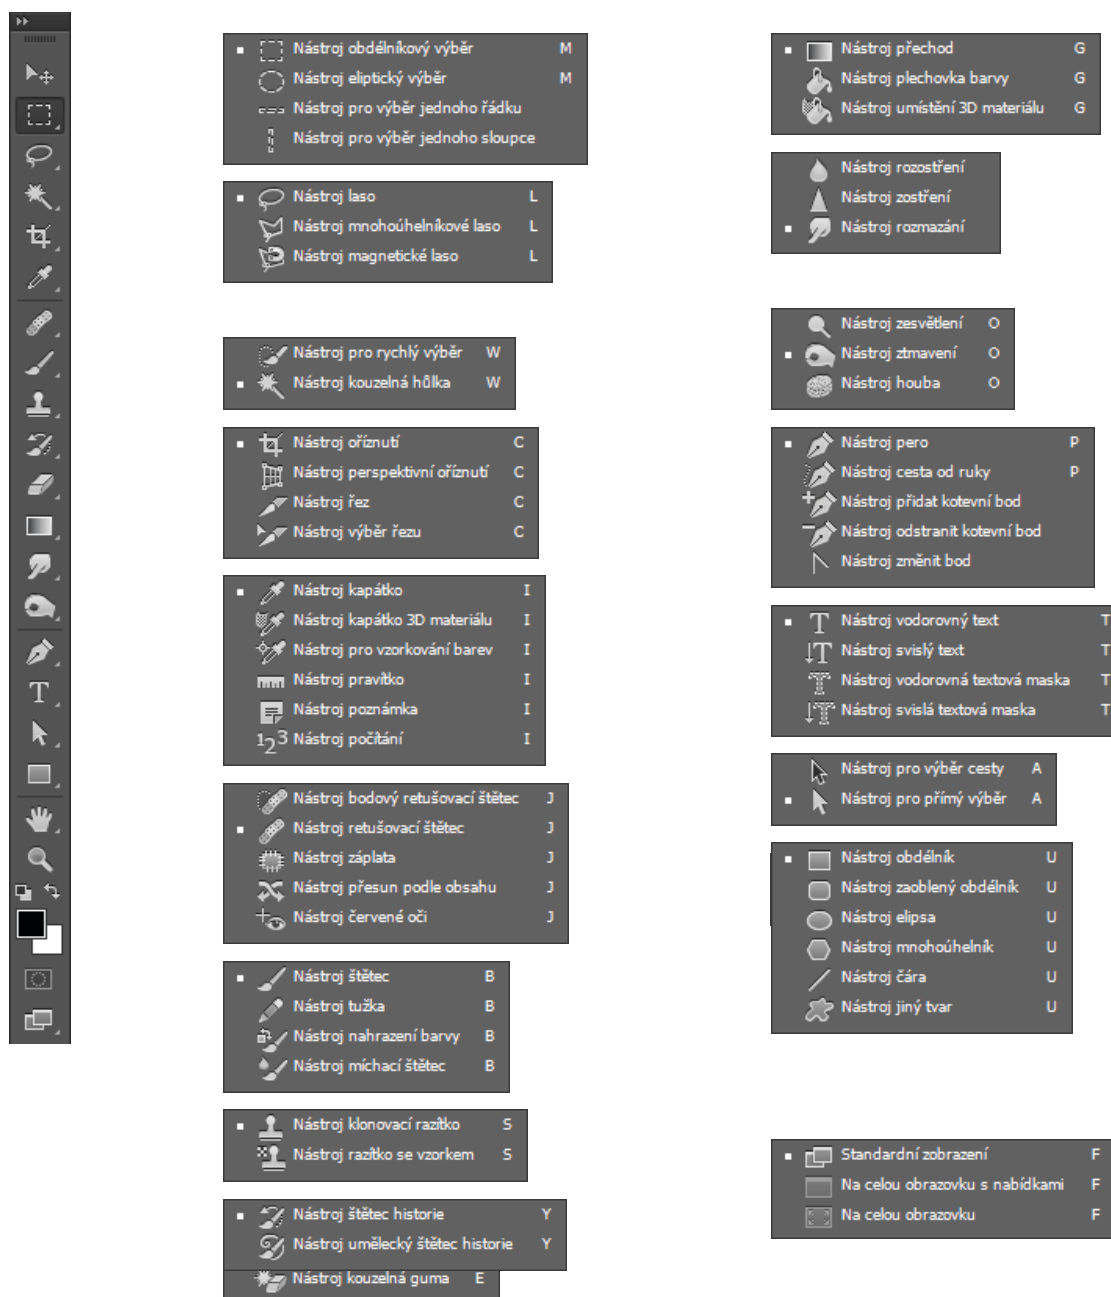 Nástroj obdélníkový výběr M
Nástroj eliptický výběr M
Nástroj pro výběr jednoho řádku
Nástroj pro výběr jednoho sloupce
Nástroj laso L
Nástroj mnohoúhelníkové laso L
Nástroj magnetické laso L
Nástroj pro rychlý výběr W
Nástroj kouzelná hůlka W
Nástroj oříznutí C
Nástroj perspektivní oříznutí C
Nástroj řez C
Nástroj výběr řezu C
Nástroj kapátko I
Nástroj kapátko 3D materiálu I
Nástroj pro vzorkování barev I
Nástroj pravítko I
Nástroj poznámka I
Nástroj počítání I
Nástroj bodový retušovací štětec J
Nástroj retušovací štětec J
Nástroj záplata J
Nástroj přesun podle obsahu J
Nástroj červené oči J
Nástroj štětec B
Nástroj tužka B
Nástroj nahrazení barvy B
Nástroj míchací štětec B
Nástroj klonovací razítko S
Nástroj razítko se vzorkem S
Nástroj štětec historie Y
Nástroj umělecký štětec historie Y
Nástroj kouzelná guma E
Nástroj přechod G
Nástroj plechovka barvy G
Nástroj umístění 3D materiálu G
Nástroj rozostření
Nástroj zostření
Nástroj rozmazání
Nástroj zesvětlení O
Nástroj ztmavení O
Nástroj houba O
Nástroj pero P
Nástroj cesta od ruky P
Nástroj přidat kotevní bod
Nástroj odstranit kotevní bod
Nástroj změnit bod
Nástroj vodorovný text T
Nástroj svislý text T
Nástroj vodorovná textová maska T
Nástroj svislá textová maska T
Nástroj pro výběr cesty A
Nástroj pro přímý výběr A
Nástroj obdélník U
Nástroj zaoblený obdélník U
Nástroj elipsa U
Nástroj mnohoúhelník U
Nástroj čára U
Nástroj jiný tvar U
Standardní zobrazení F
Na celou obrazovku s nabídkami F
Na celou obrazovku F